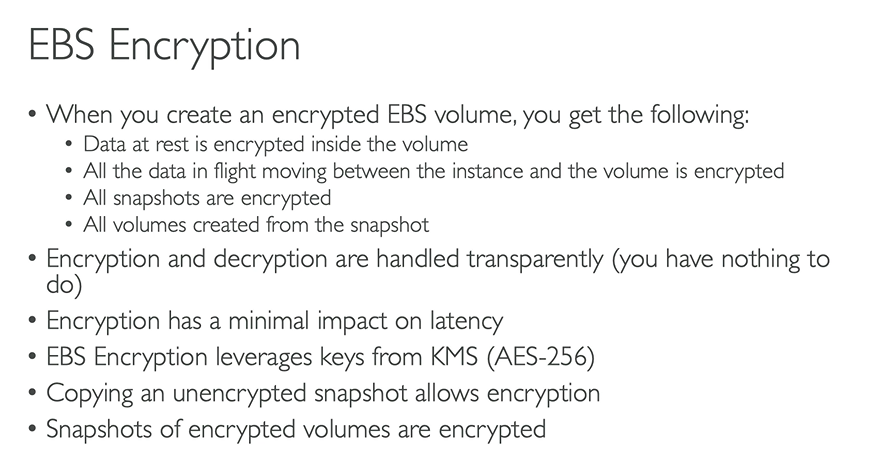 EBS Encryption
• When you create an encrypted EBS volume, you get the following:
• Data at rest is encrypted inside the volume
• All the data in flight moving between the instance and the volume is encrypted
• All snapshots are encrypted
• All volumes created from the snapshot
• Encryption and decryption are handled transparently (you have nothing to
do)
• Encryption has a minimal impact on latency
• EBS Encryption leverages keys from KMS (AES-256)
• Copying an unencrypted snapshot allows encryption
• Snapshots of encrypted volumes are encrypted